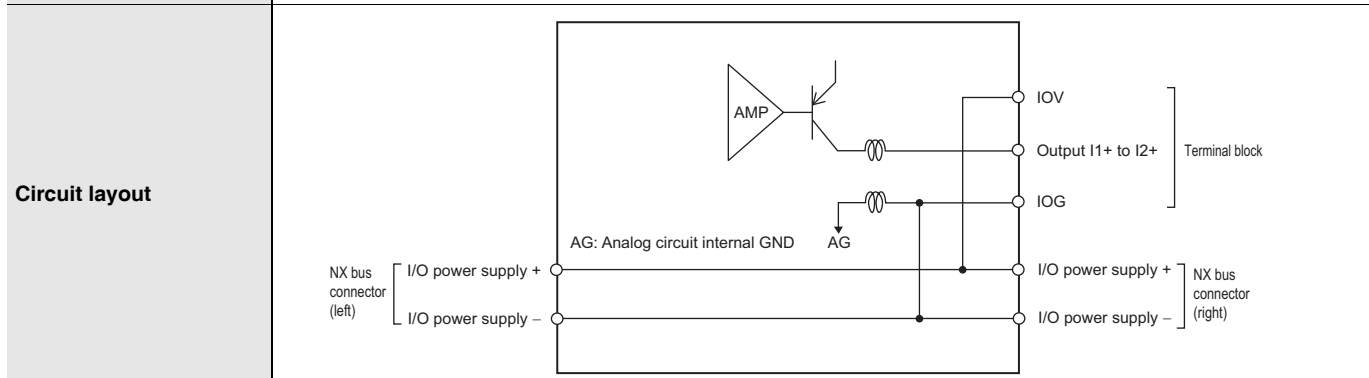 Circuit layout
AMP
IOV
Output I1+ to I2+
Terminal block
IOG
AG: Analog circuit internal GND
AG
NX bus
connector
(left)
I/O power supply +
I/O power supply −
I/O power supply +
I/O power supply −
NX bus
connector
(right)